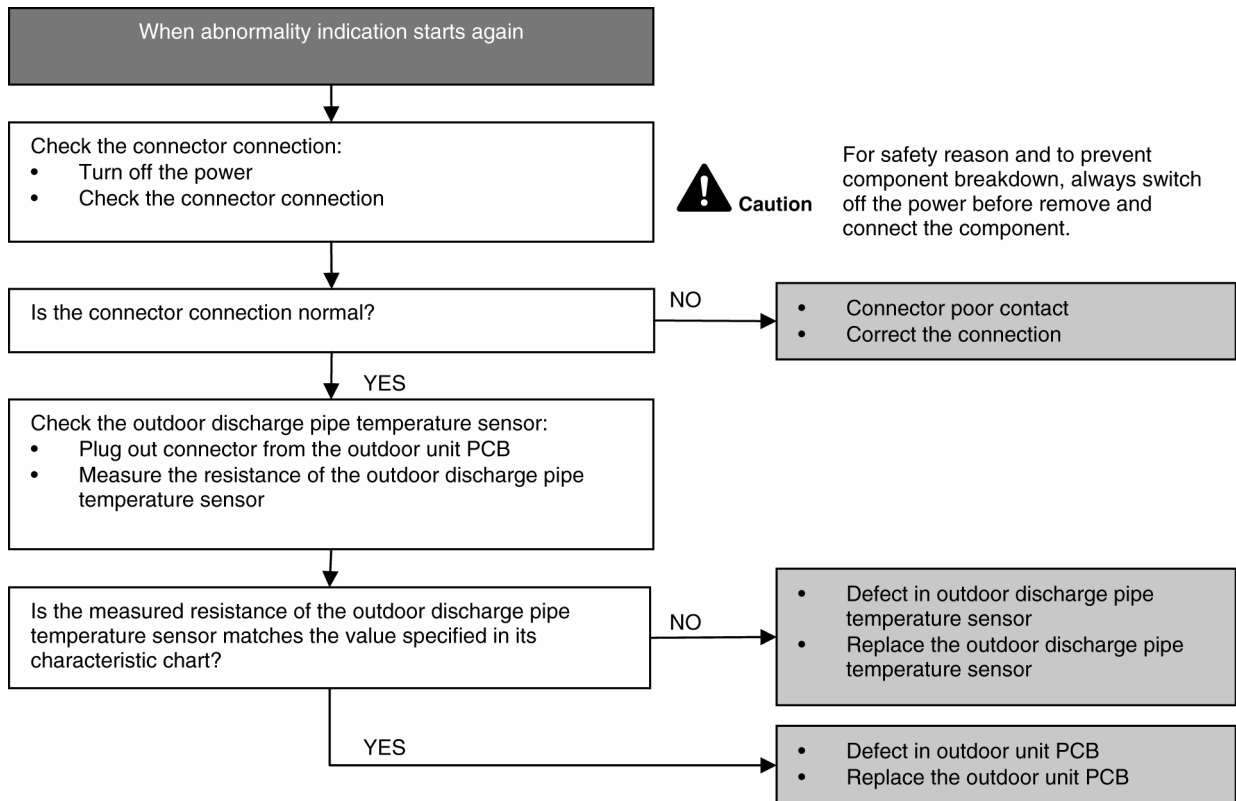 When abnormality indication starts again
Check the connector connection:
• Turn off the power
• Check the connector connection
Caution
For safety reason and to prevent
component breakdown, always switch
off the power before remove and
connect the component.
Is the connector connection normal?
NO
• Connector poor contact
• Correct the connection
YES
Check the outdoor discharge pipe temperature sensor:
• Plug out connector from the outdoor unit PCB
• Measure the resistance of the outdoor discharge pipe
temperature sensor
Is the measured resistance of the outdoor discharge pipe
temperature sensor matches the value specified in its
characteristic chart?
NO
• Defect in outdoor discharge pipe
temperature sensor
• Replace the outdoor discharge pipe
temperature sensor
YES
• Defect in outdoor unit PCB
• Replace the outdoor unit PCB